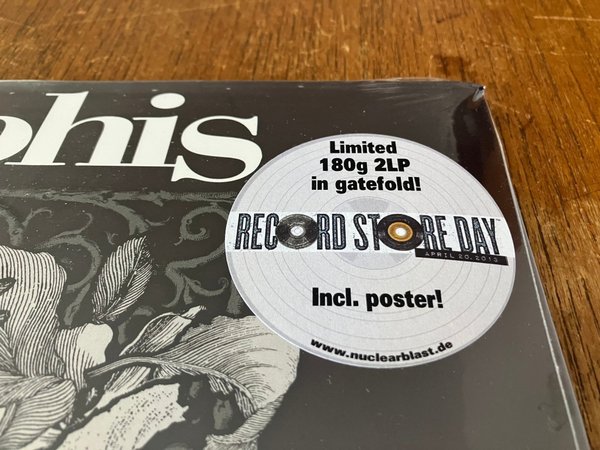 phis
Limited
180g 2LP
in gatefold!
RECORD STORE DAY
APRIL 20, 2013
Incl. poster!
www.nuclearblast.de